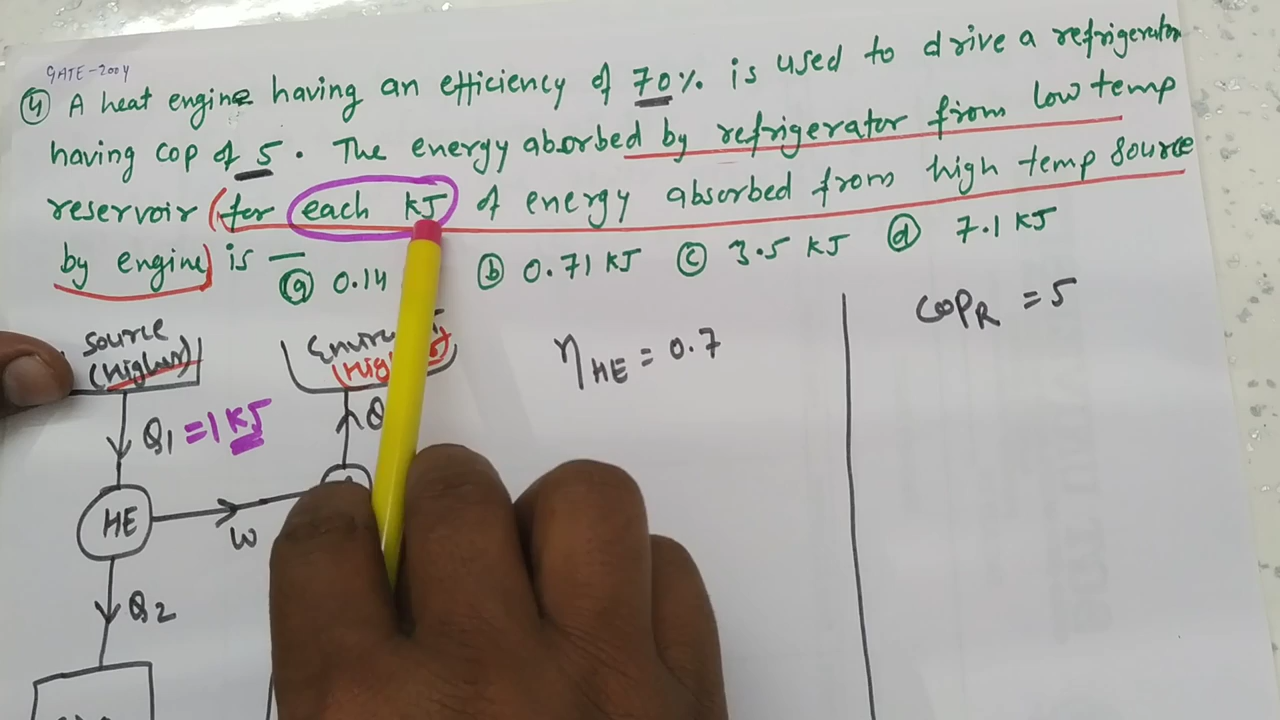 GATE-2004
④ A heat engine having an efficiency of 70% is used to drive a refrigerator
having COP of 5. The energy absorbed by refrigerator from low temp
reservoir (for each kJ of energy absorbed from high temp source
by engine) is —
ⓐ 0.14 ⓑ 0.71 kJ ⓒ 3.5 kJ ⓓ 7.1 kJ
Source
(higher)
η HE = 0.7
COPR = 5
Q1 = 1 kJ
HE
W
Q2